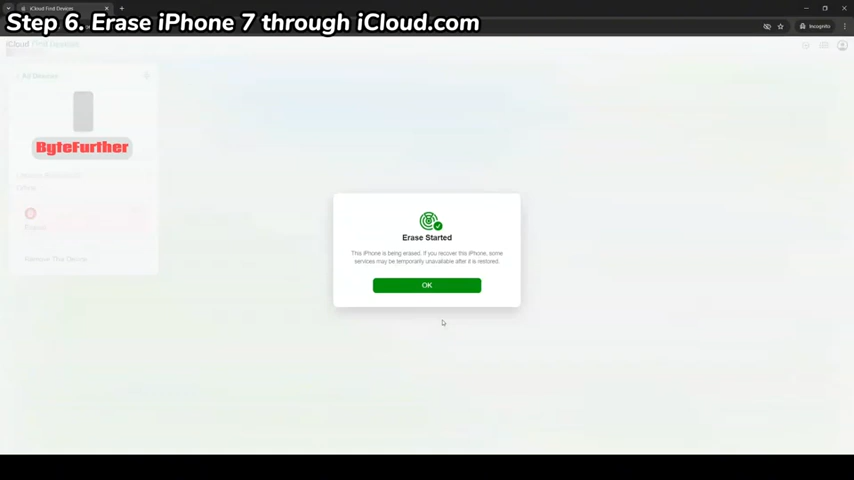 iCloud Find Devices
Step 6. Erase iPhone 7 through iCloud.com
Incognito
iCloud Find Devices
All Devices
ByteFurther
Offline
Remove This Device
Erase Started
This iPhone is being erased. If you recover this iPhone, some
services may be temporarily unavailable after it is restored.
OK